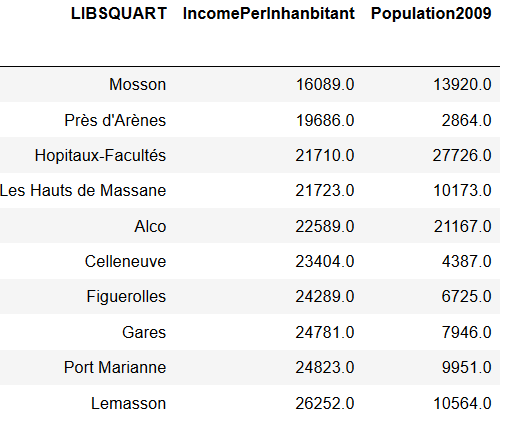 LIBSQUART IncomePerInhanbitant Population2009
Mosson 16089.0 13920.0
Près d'Arènes 19686.0 2864.0
Hopitaux-Facultés 21710.0 27726.0
Les Hauts de Massane 21723.0 10173.0
Alco 22589.0 21167.0
Celleneuve 23404.0 4387.0
Figuerolles 24289.0 6725.0
Gares 24781.0 7946.0
Port Marianne 24823.0 9951.0
Lemasson 26252.0 10564.0